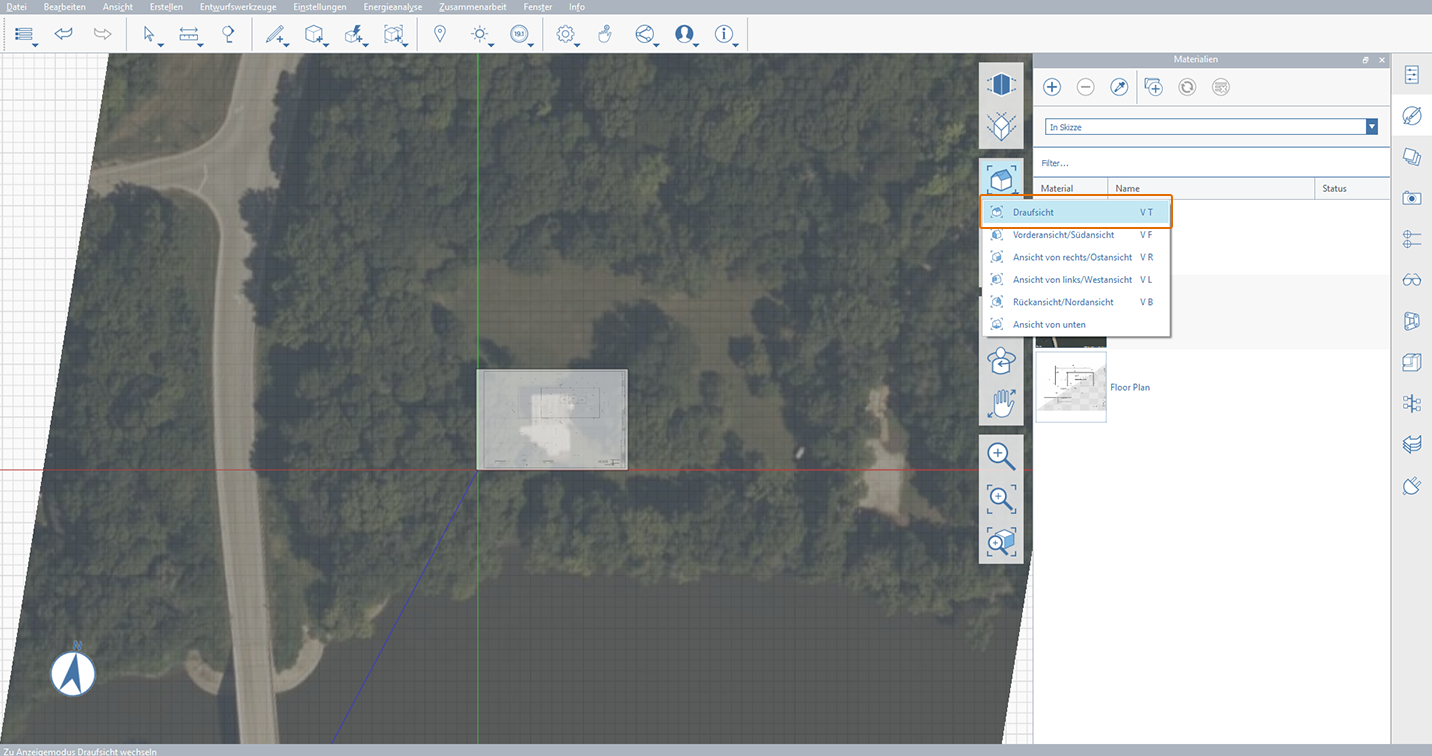 Datei Bearbeiten Ansicht Erstellen Entwurfswerkzeuge Einstellungen Energieanalyse Zusammenarbeit Fenster Info
19.1
Materialien
In Skizze
Filter...
Material Name Status
Draufsicht V T
Vorderansicht/Südansicht V F
Ansicht von rechts/Ostansicht V R
Ansicht von links/Westansicht V L
Rückansicht/Nordansicht V B
Ansicht von unten
Floor Plan
N
Zu Anzeigemodus Draufsicht wechseln